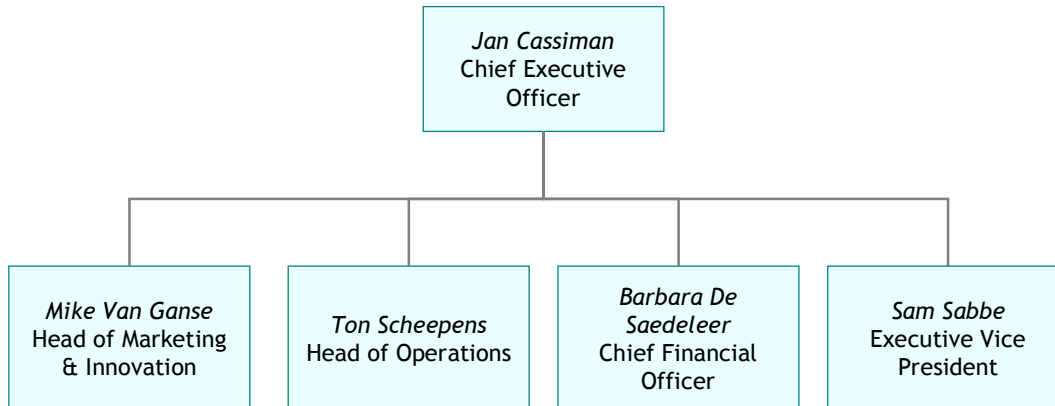 Jan Cassiman
Chief Executive
Officer
Mike Van Ganse
Head of Marketing
& Innovation
Ton Scheepens
Head of Operations
Barbara De
Saedeleer
Chief Financial
Officer
Sam Sabbe
Executive Vice
President